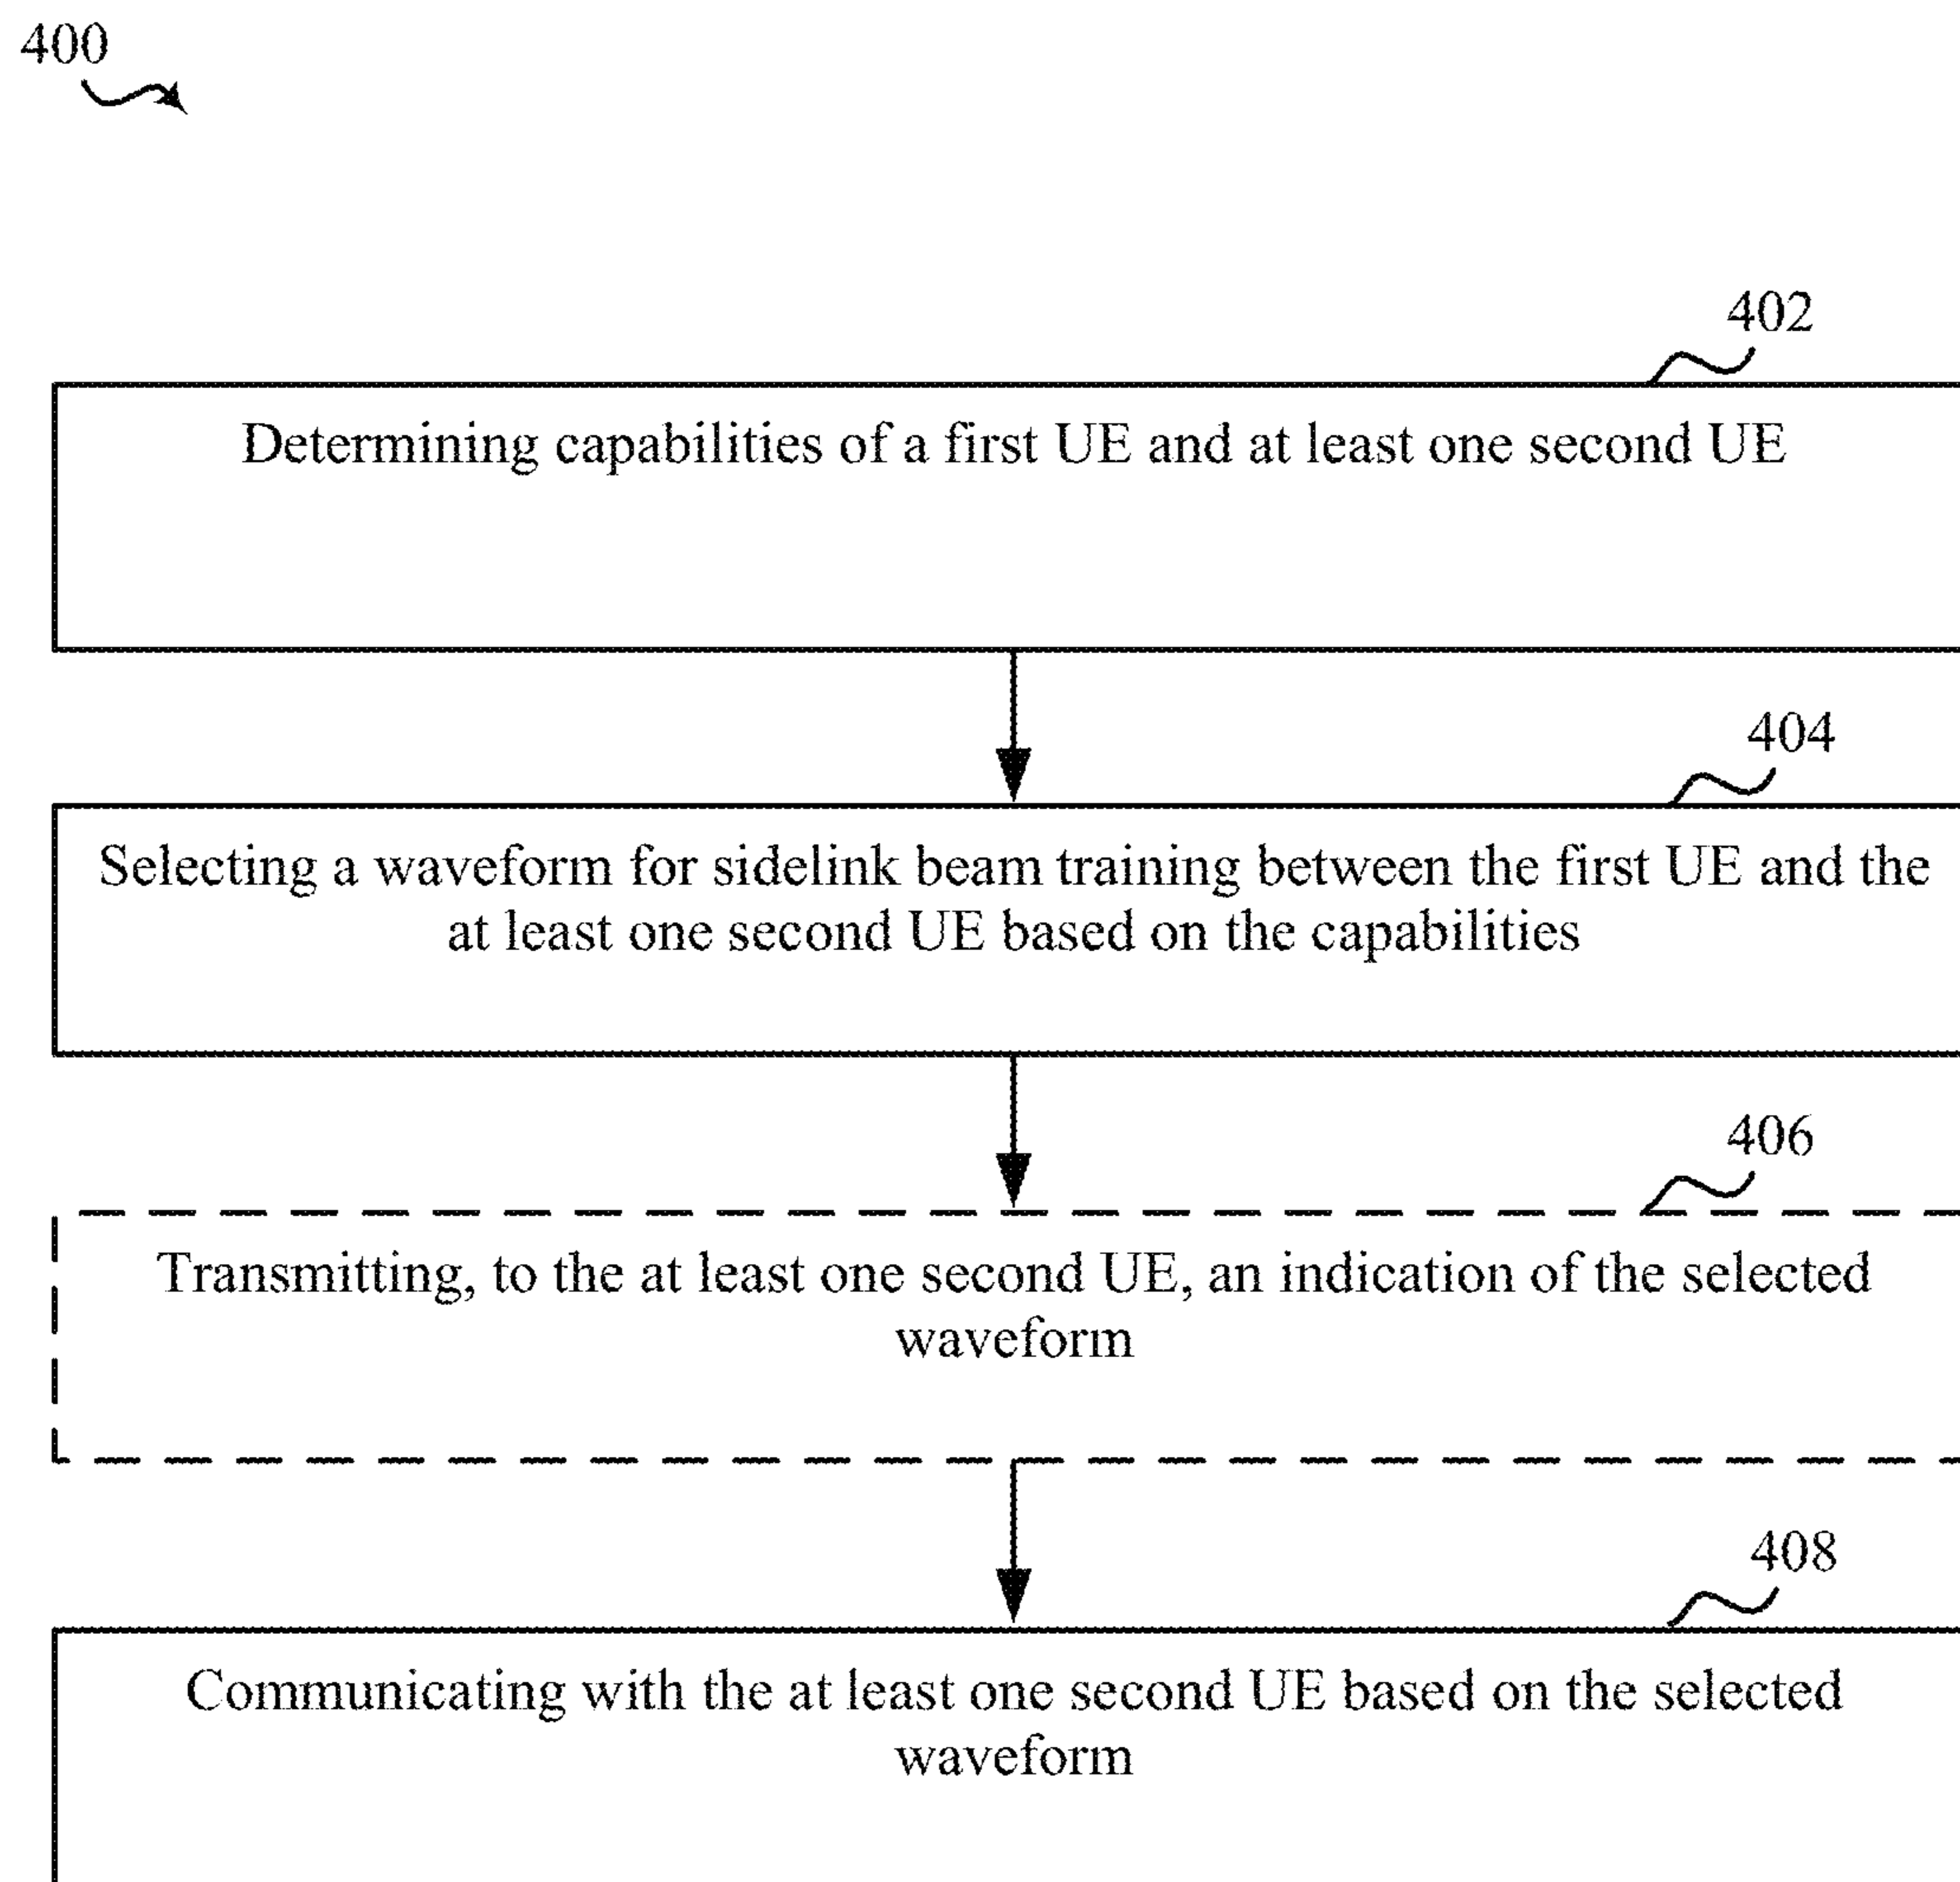 400
402
Determining capabilities of a first UE and at least one second UE
404
Selecting a waveform for sidelink beam training between the first UE and the
at least one second UE based on the capabilities
406
Transmitting, to the at least one second UE, an indication of the selected
waveform
408
Communicating with the at least one second UE based on the selected
waveform